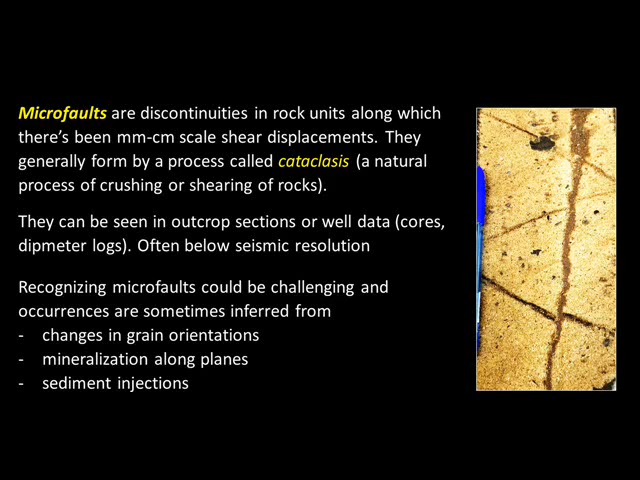 Microfaults are discontinuities in rock units along which
there's been mm-cm scale shear displacements. They
generally form by a process called cataclasis (a natural
process of crushing or shearing of rocks).
They can be seen in outcrop sections or well data (cores,
dipmeter logs). Often below seismic resolution
Recognizing microfaults could be challenging and
occurrences are sometimes inferred from
- changes in grain orientations
- mineralization along planes
- sediment injections